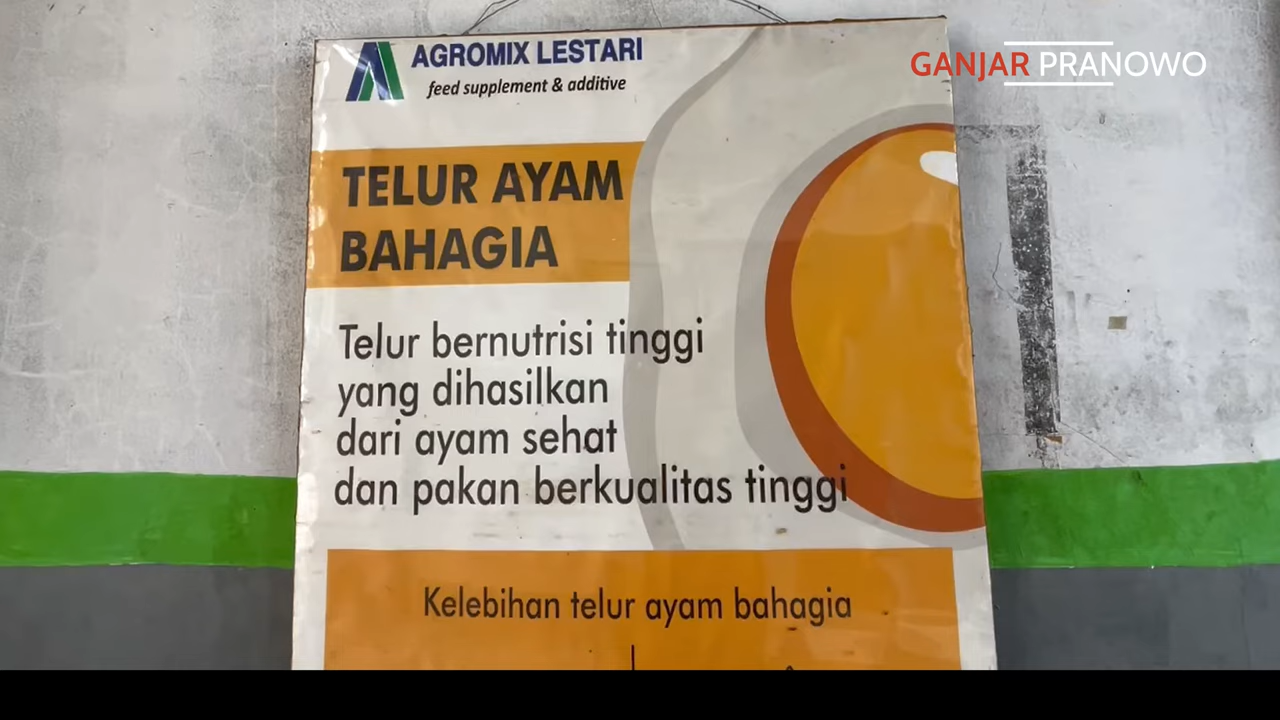 AGROMIX LESTARI
feed supplement & additive
GANJAR PRANOWO
TELUR AYAM
BAHAGIA
Telur bernutrisi tinggi
yang dihasilkan
dari ayam sehat
dan pakan berkualitas tinggi
Kelebihan telur ayam bahagia